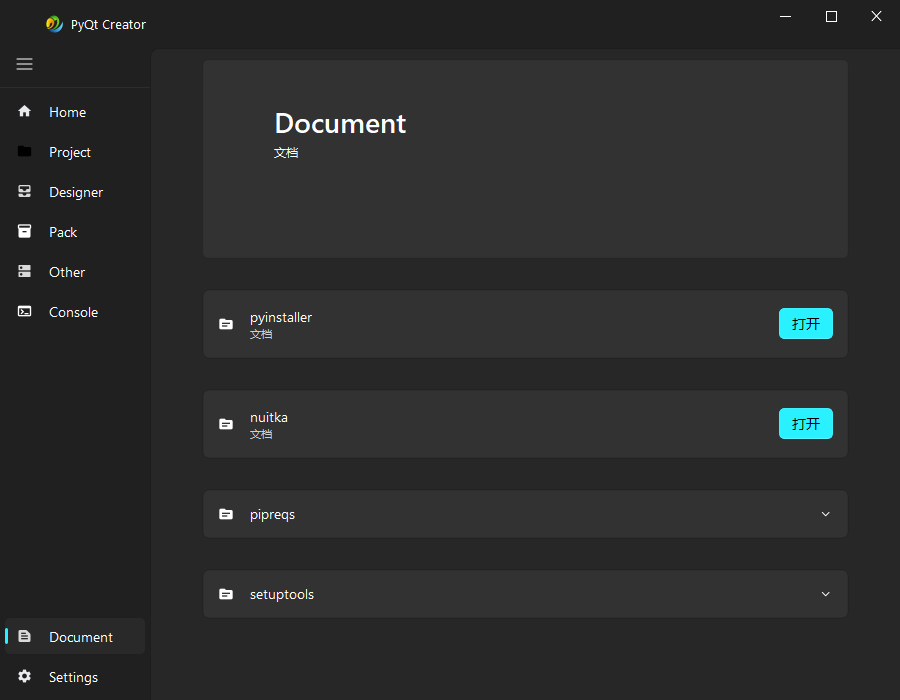 PyQt Creator
Home
Project
Designer
Pack
Other
Console
Document
Settings
Document
文档
pyinstaller
文档
打开
nuitka
文档
打开
pipreqs
setuptools